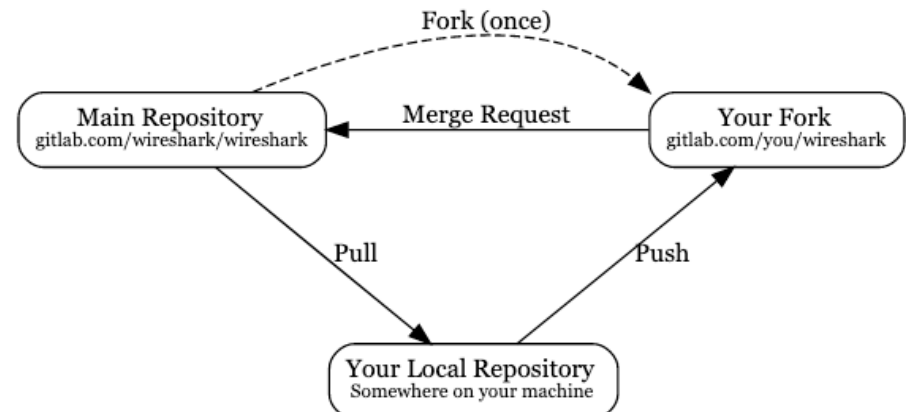 Fork (once)
Main Repository
gitlab.com/wireshark/wireshark
Merge Request
Your Fork
gitlab.com/you/wireshark
Pull
Push
Your Local Repository
Somewhere on your machine